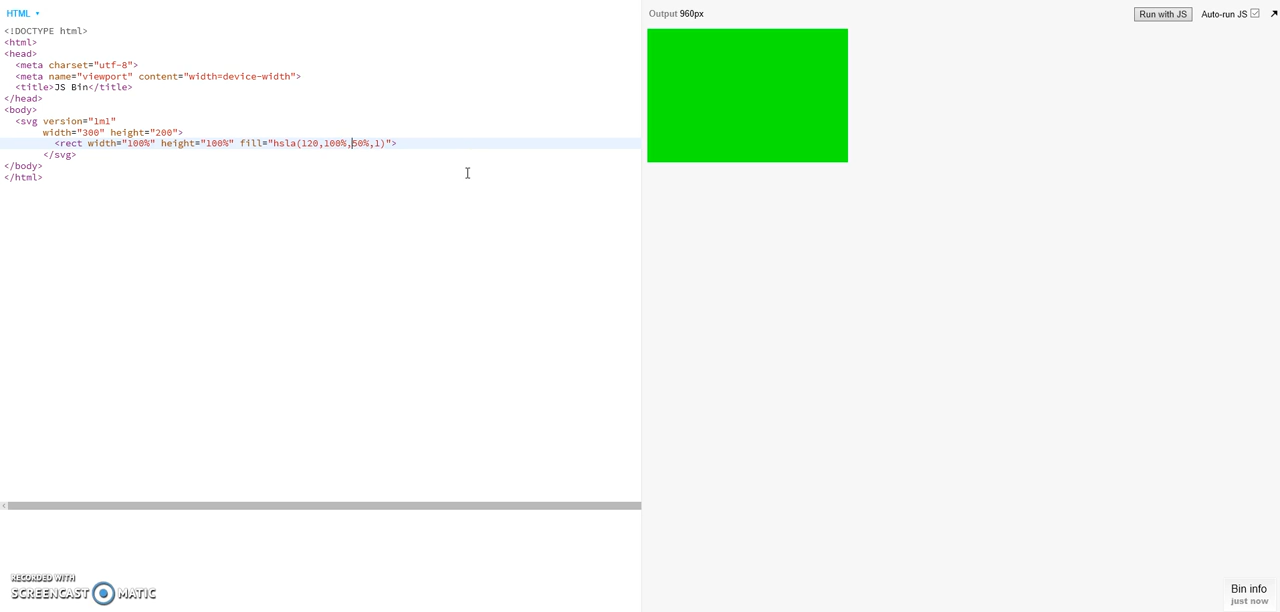 HTML
<!DOCTYPE html>
<html>
<head>
<meta charset="utf-8">
<meta name="viewport" content="width=device-width">
<title>JS Bin</title>
</head>
<body>
<svg version="1ml"
width="300" height="200">
<rect width="100%" height="100%" fill="hsla(120,100%,50%,1)">
</svg>
</body>
</html>
Output 960px
Run with JS
Auto-run JS
RECORDED WITH
SCREENCAST MATIC
Bin info
just now